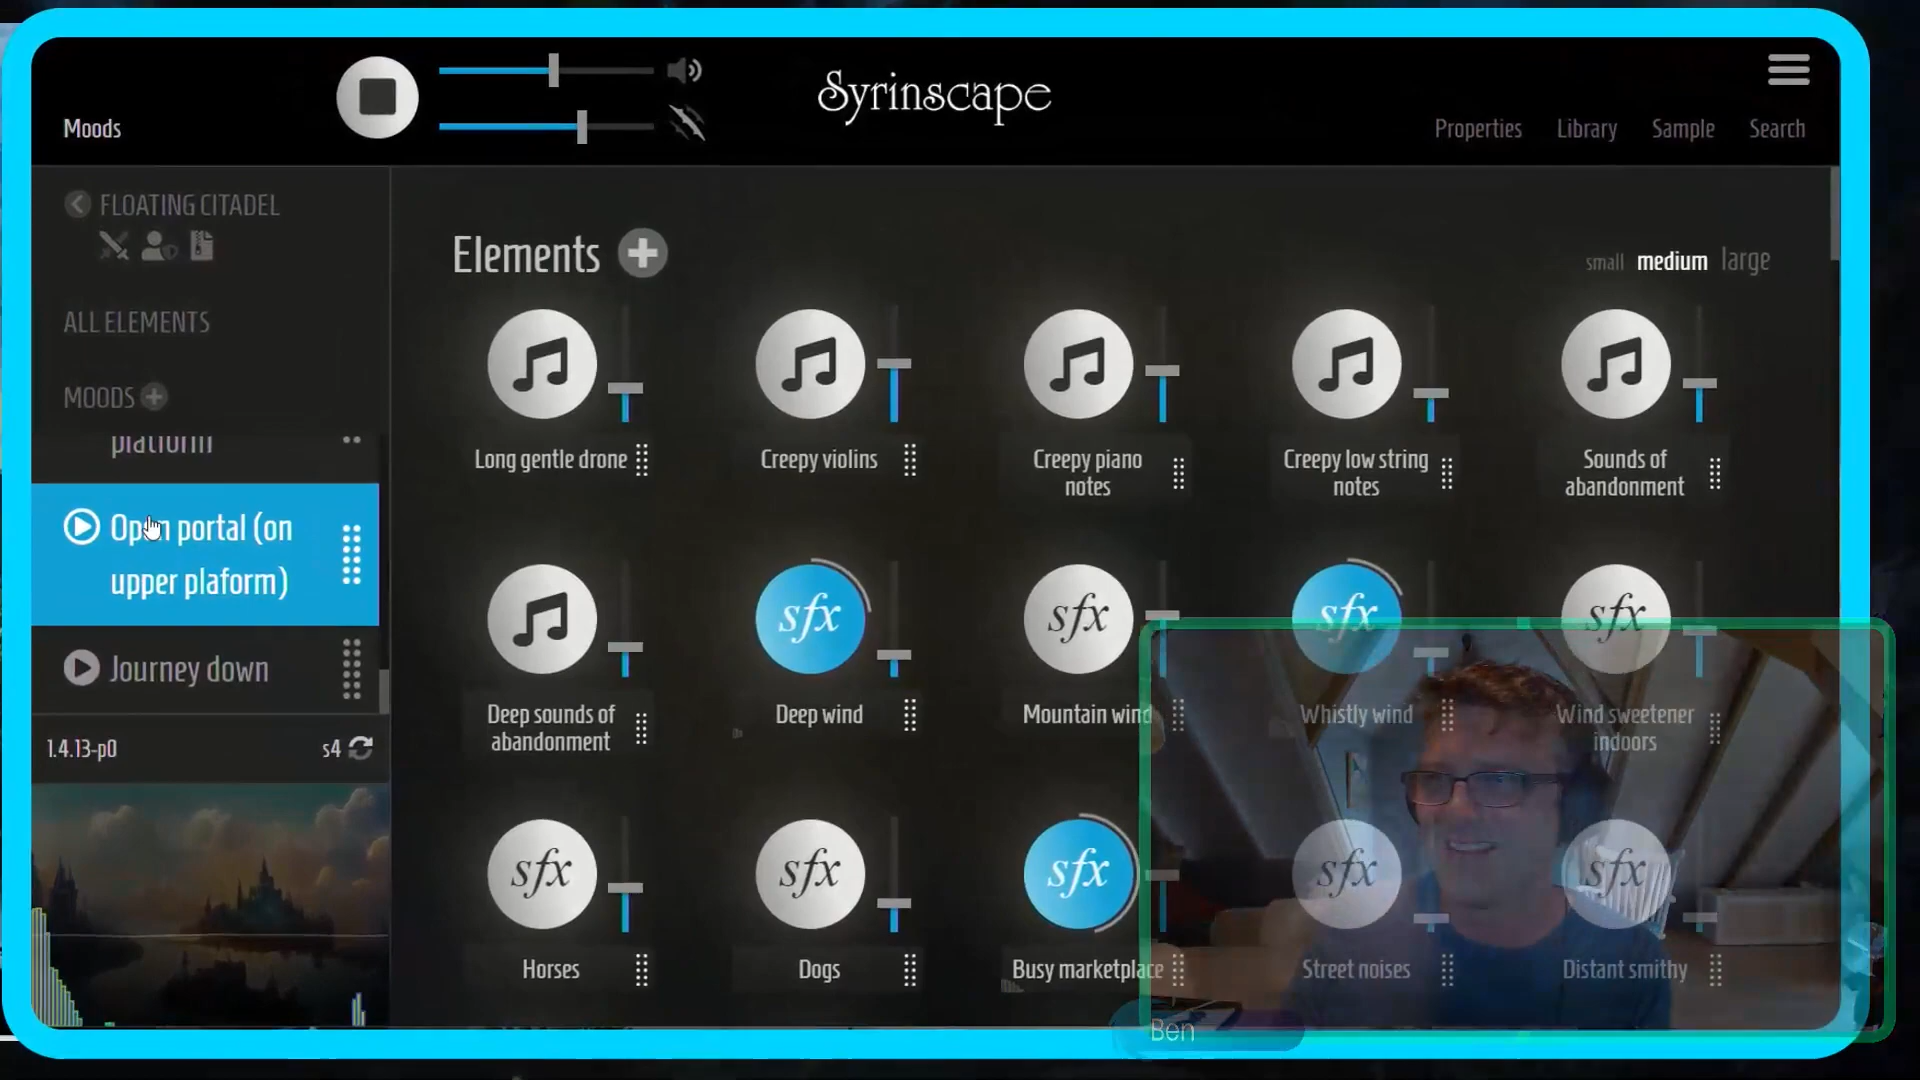 Moods
Syrinscape
Properties
Library
Sample
Search
FLOATING CITADEL
ALL ELEMENTS
MOODS
platform
Open portal (on
upper plaform)
Journey down
1.4.13-p0
s4
Elements
small
medium
large
Long gentle drone
Creepy violins
Creepy piano
notes
Creepy low string
notes
Sounds of
abandonment
sfx
sfx
sfx
sfx
Deep sounds of
abandonment
Deep wind
Mountain wind
Whistly wind
Wind sweetener
indoors
sfx
sfx
sfx
sfx
sfx
Horses
Dogs
Busy marketplace
Street noises
Distant smithy
Ben